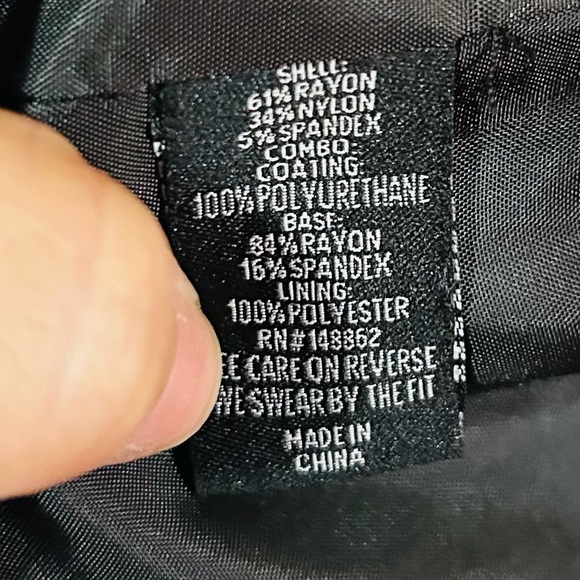 SHELL:
61% RAYON
34% NYLON
5% SPANDEX
COMBO:
COATING:
100% POLYURETHANE
BASE:
84% RAYON
16% SPANDEX
LINING:
100% POLYESTER
RN# 148862
EE CARE ON REVERSE
WE SWEAR BY THE FIT
MADE IN
CHINA